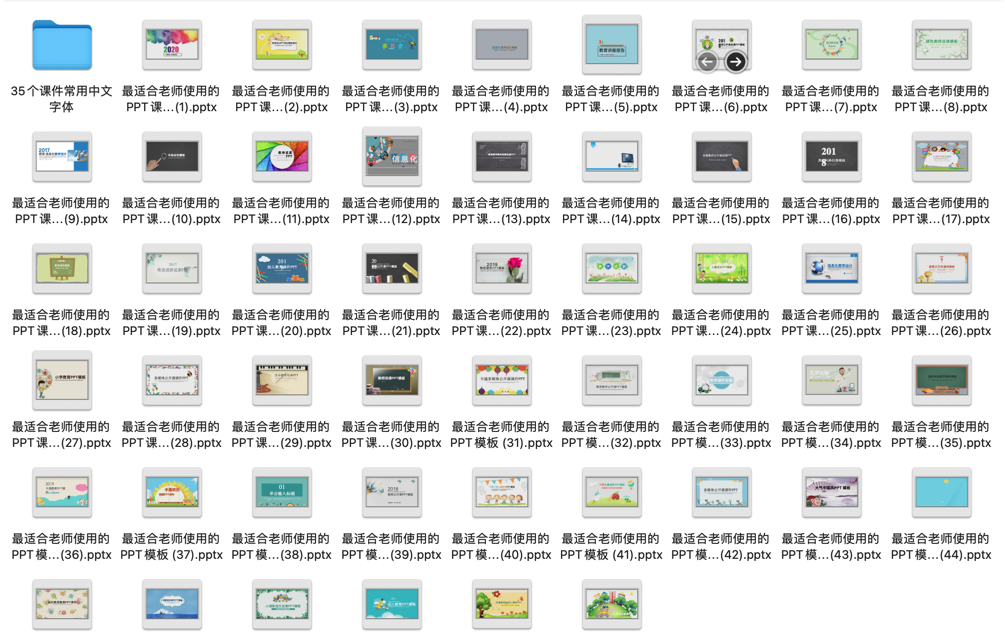 35个课件常用中文
字体
最适合老师使用的
PPT课...(1).pptx
最适合老师使用的
PPT课...(2).pptx
最适合老师使用的
PPT课...(3).pptx
最适合老师使用的
PPT课...(4).pptx
最适合老师使用的
PPT课...(5).pptx
最适合老师使用的
PPT课...(6).pptx
最适合老师使用的
PPT课...(7).pptx
最适合老师使用的
PPT课...(8).pptx
最适合老师使用的
PPT课...(9).pptx
最适合老师使用的
PPT课...(10).pptx
最适合老师使用的
PPT课...(11).pptx
最适合老师使用的
PPT课...(12).pptx
最适合老师使用的
PPT课...(13).pptx
最适合老师使用的
PPT课...(14).pptx
最适合老师使用的
PPT课...(15).pptx
最适合老师使用的
PPT课...(16).pptx
最适合老师使用的
PPT课...(17).pptx
最适合老师使用的
PPT课...(18).pptx
最适合老师使用的
PPT课...(19).pptx
最适合老师使用的
PPT课...(20).pptx
最适合老师使用的
PPT课...(21).pptx
最适合老师使用的
PPT课...(22).pptx
最适合老师使用的
PPT课...(23).pptx
最适合老师使用的
PPT课...(24).pptx
最适合老师使用的
PPT课...(25).pptx
最适合老师使用的
PPT课...(26).pptx
最适合老师使用的
PPT课...(27).pptx
最适合老师使用的
PPT课...(28).pptx
最适合老师使用的
PPT课...(29).pptx
最适合老师使用的
PPT课...(30).pptx
最适合老师使用的
PPT模板 (31).pptx
最适合老师使用的
PPT模...(32).pptx
最适合老师使用的
PPT模...(33).pptx
最适合老师使用的
PPT模...(34).pptx
最适合老师使用的
PPT模...(35).pptx
最适合老师使用的
PPT模...(36).pptx
最适合老师使用的
PPT模板 (37).pptx
最适合老师使用的
PPT模...(38).pptx
最适合老师使用的
PPT模...(39).pptx
最适合老师使用的
PPT模...(40).pptx
最适合老师使用的
PPT模板 (41).pptx
最适合老师使用的
PPT模...(42).pptx
最适合老师使用的
PPT模...(43).pptx
最适合老师使用的
PPT模...(44).pptx